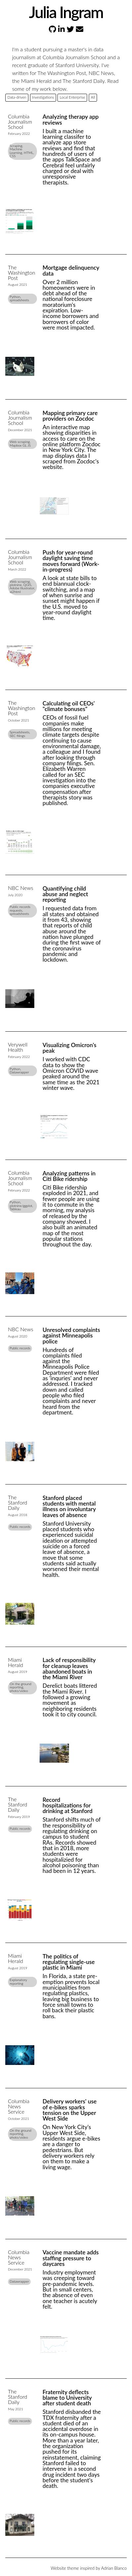 Julia Ingram
I'm a student pursuing a master's in data
journalism at Columbia Journalism School and a
recent graduate of Stanford University. I've
written for The Washington Post, NBC News,
the Miami Herald and The Stanford Daily. Read
some of my work below.
Data-driven
Investigations
Local Enterprise
All
Columbia
Journalism
School
February 2022
Analyzing therapy app
reviews
I built a machine
learning classifer to
analyze app store
reviews and find that
hundreds of users of
the apps TalkSpace and
Cerebral feel unfairly
charged or deal with
unresponsive
therapists.
The
Washington
Post
August 2021
Mortgage delinquency
data
Over 2 million
homeowners were in
debt ahead of the
national foreclosure
moratorium's
expiration. Low-
income borrowers and
borrowers of color
were most impacted.
Columbia
Journalism
School
December 2022
Mapping primary care
providers on Zocdoc
An interactive map
showing disparities in
access to care on the
online platform Zocdoc
in New York City. The
map displays data I
scraped from Zocdoc's
website.
Columbia
Journalism
School
March 2022
Push for year-round
daylight saving time
moves forward (Work-
in-progress)
A look at state bills to
end biannual clock-
switching, and a map
of when sunrise and
sunset might happen if
the U.S. moved to
year-round daylight
time.
The
Washington
Post
October 2021
Calculating oil CEOs'
"climate bonuses"
CEOs of fossil fuel
companies make
millions for meeting
climate targets despite
continuing to cause
environmental damage,
a colleague and I found
after looking through
company filings. Sen.
Elizabeth Warren
called for an SEC
investigation into the
companies executive
compensation after
therapists story was
published.
NBC News
July 2020
Quantifying child
abuse and neglect
reporting
I requested data from
all states and obtained
it from 43, showing
that reports of child
abuse around the
nation have plunged
during the first wave of
the coronavirus
pandemic and
lockdown.
Verywell
Health
February 2022
Visualizing Omicron's
peak
I worked with CDC
data to show the
Omicron COVID wave
peaked around the
same time as the 2021
winter wave.
Columbia
Journalism
School
February 2022
Analyzing patterns in
Citi Bike ridership
Citi Bike ridership
exploded in 2021, and
fewer people are using
it to commute in the
morning, my analysis
of released by the
company showed. I
also built an animated
map of the most
popular stations
throughout the day.
NBC News
August 2020
Public records
Unresolved complaints
against Minneapolis
police
Hundreds of
complaints filed
against the
Minneapolis Police
Department were filed
as 'inquiries' and never
addressed. I tracked
down and called
people who filed
complaints and never
heard from the
department.
The
Stanford
Daily
August 2018
Public records
Stanford placed
students with mental
illness on involuntary
leaves of absence
Stanford University
placed students who
experienced suicidal
ideation or attempted
suicide on a forced
leave of absence, a
move that some
students said actually
worsened their mental
health.
Miami
Herald
August 2019
Lack of responsibility
for cleanup leaves
abandoned boats in
the Miami River
Derelict boats littered
the Miami River. I
followed a growing
movement as
neighboring residents
took it to city council.
The
Stanford
Daily
February 2019
Public records
Record
hospitalizations for
drinking at Stanford
Stanford shifts much of
the responsibility of
regulating drinking on
campus to student
RAs. Records showed
that in 2018, more
students were
hospitalized for
alcohol poisoning than
had been in 12 years.
Miami
Herald
August 2019
The politics of
regulating single-use
plastic in Miami
In Florida, a state pre-
emption prevents local
municipalities from
regulating plastics,
leaving big business to
force small towns to
roll back their plastic
bans.
Columbia
News
Service
October 2021
Delivery workers' use
of e-bikes sparks
tension on the Upper
West Side
On New York City's
Upper West Side,
residents argue e-bikes
are a danger to
pedestrians. But
delivery workers rely
on them to make a
living wage.
Columbia
News
Service
December 2021
Vaccine mandate adds
staffing pressure to
daycares
Industry employment
was creeping toward
pre-pandemic levels.
But in small centers,
the absence of even
one teacher is acutely
felt.
The
Stanford
Daily
May 2021
Public records
Fraternity deflects
blame to University
after student death
Stanford disbanded the
TDX fraternity after a
student died of an
accidental overdose in
its on-campus house.
More than a year later,
the organization
pushed for its
reinstatement, claiming
Stanford failed to
intervene in a second
drug incident two days
before the student's
death.
Website theme inspired by Adrian Blanco